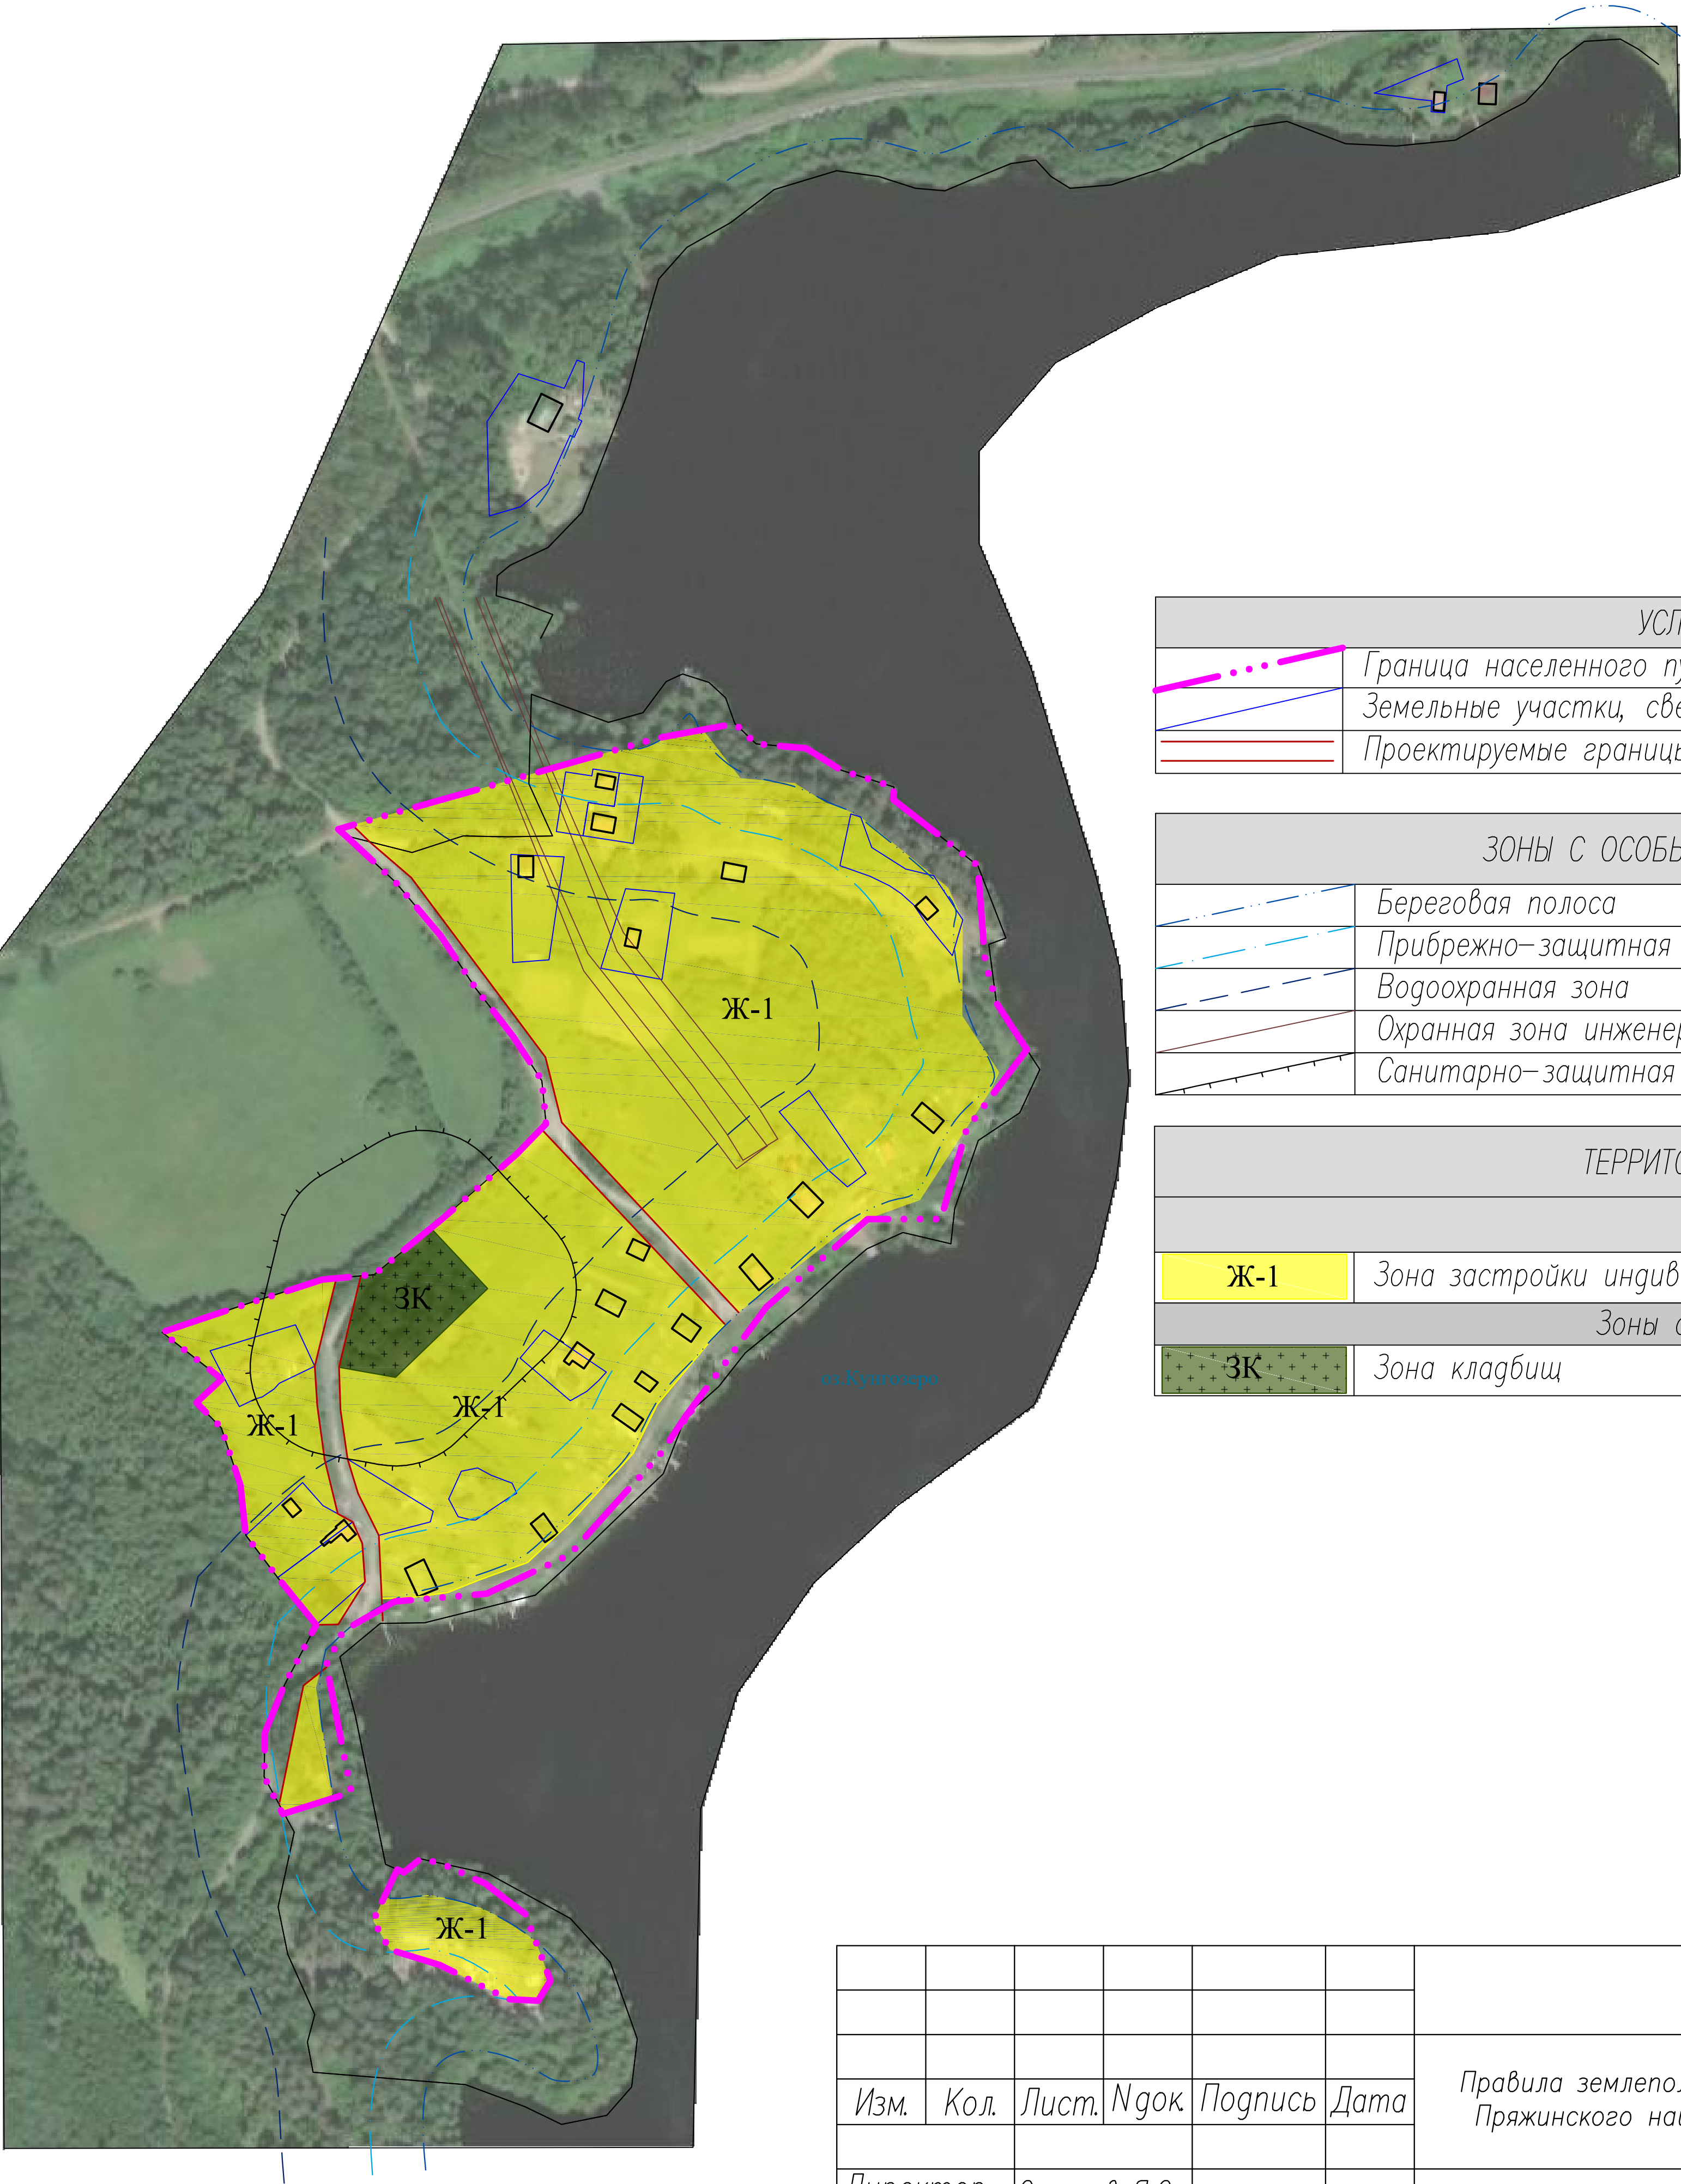 УСЛ
Граница населенного пу
Земельные участки, све
Проектируемые границы
ЗОНЫ С ОСОБЫ
Береговая полоса
Прибрежно-защитная
Водоохранная зона
Охранная зона инженер
Санитарно-защитная
ТЕРРИТО
Ж-1 Зона застройки индив
Зоны с
ЗК Зона кладбищ
Ж-1
ЗК
Ж-1
Ж-1
Ж-1
Изм. Кол. Лист. Nдок. Подпись Дата
Правила землепол
Пряжинского нац
Директор